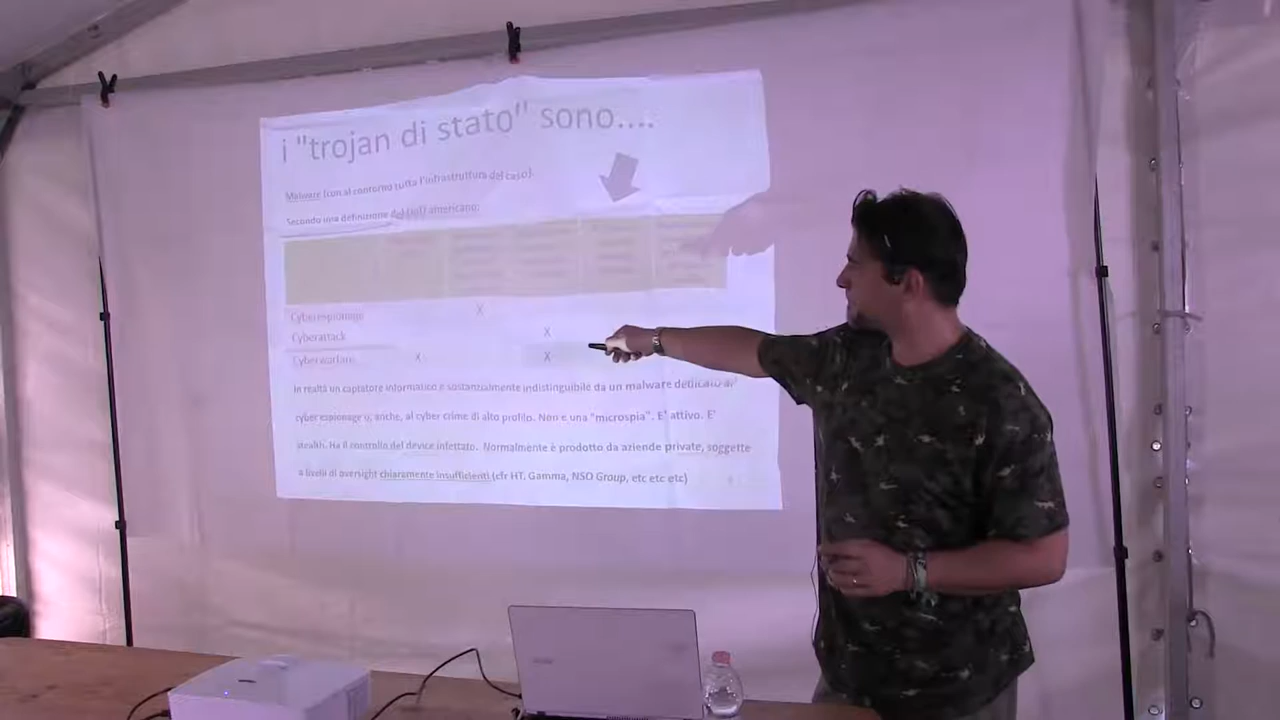 i "trojan di stato" sono....
Malware (con al contorno tutta l'infrastruttura del caso)
Secondo una definizione del DoD americano:
Cyberespionage X
Cyberattack X
Cyberwarfare X X
In realtà un captatore informatico è sostanzialmente indistinguibile da un malware dedicato al
cyber espionage o, anche, al cyber crime di alto profilo. Non è una "microspia". E' attivo. E'
stealth. Ha il controllo del device infettato. Normalmente è prodotto da aziende private, soggette
a livelli di oversight chiaramente insufficienti (cfr HT, Gamma, NSO Group, etc etc etc)